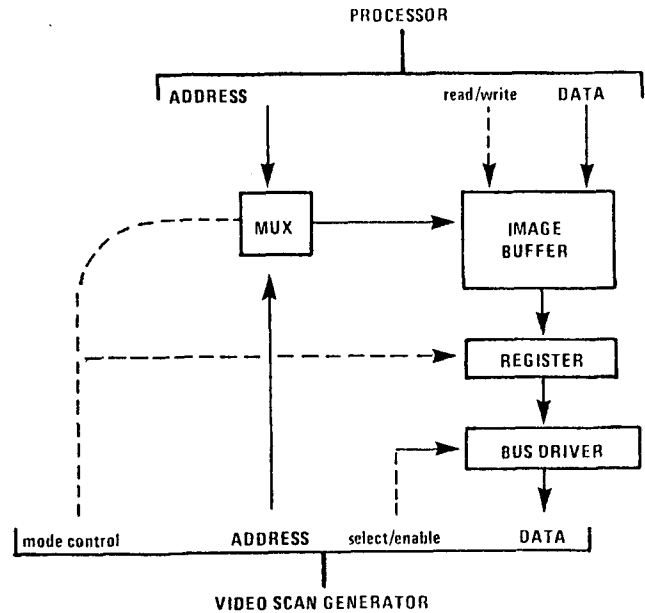 PROCESSOR
ADDRESS read/write DATA
MUX
IMAGE
BUFFER
REGISTER
BUS DRIVER
mode control ADDRESS select/enable DATA
VIDEO SCAN GENERATOR